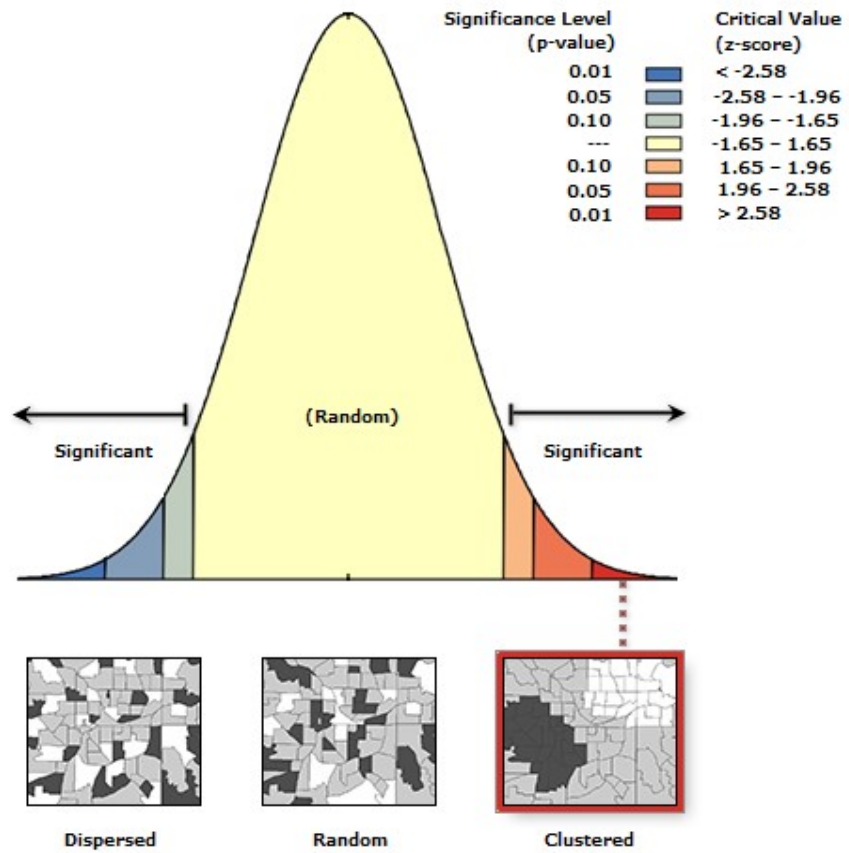 Significance Level Critical Value
(p-value) (z-score)
0.01 < -2.58
0.05 -2.58 – -1.96
0.10 -1.96 – -1.65
--- -1.65 – 1.65
0.10 1.65 – 1.96
0.05 1.96 – 2.58
0.01 > 2.58
(Random)
Significant Significant
Dispersed Random Clustered